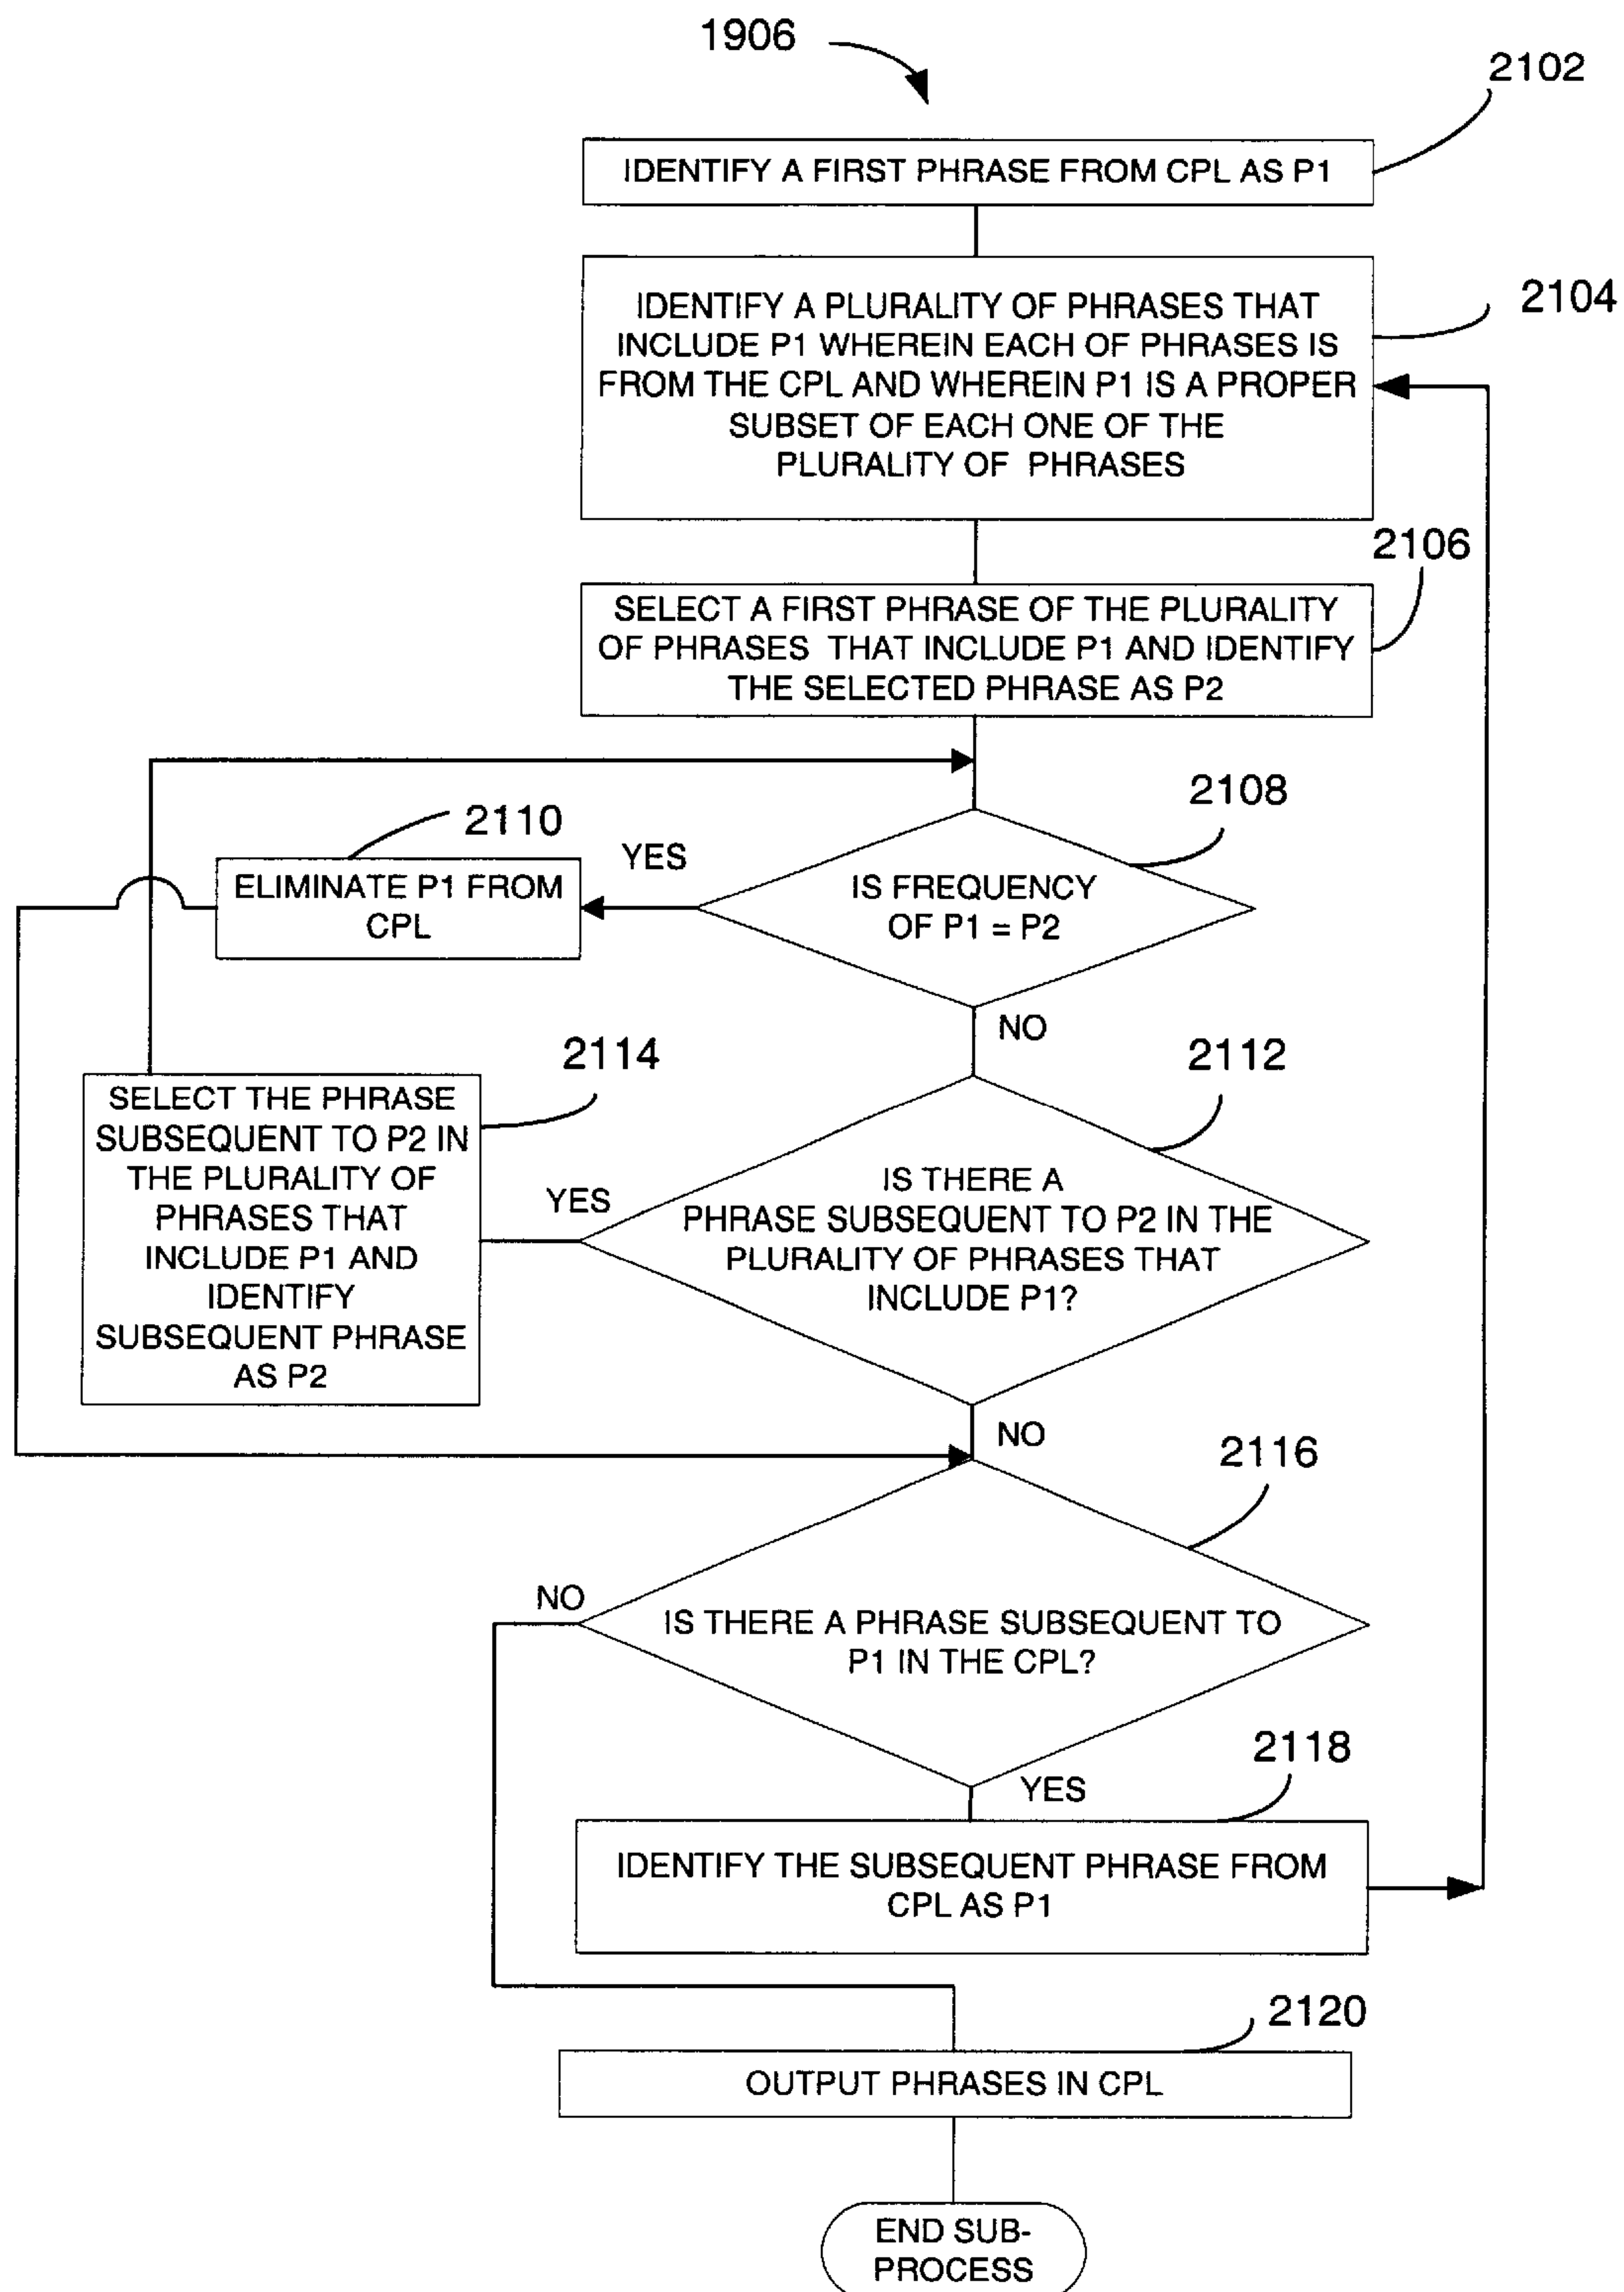 1906
2102
IDENTIFY A FIRST PHRASE FROM CPL AS P1
2104
IDENTIFY A PLURALITY OF PHRASES THAT
INCLUDE P1 WHEREIN EACH OF PHRASES IS
FROM THE CPL AND WHEREIN P1 IS A PROPER
SUBSET OF EACH ONE OF THE
PLURALITY OF PHRASES
2106
SELECT A FIRST PHRASE OF THE PLURALITY
OF PHRASES THAT INCLUDE P1 AND IDENTIFY
THE SELECTED PHRASE AS P2
2108
2110
YES
IS FREQUENCY
OF P1 = P2
ELIMINATE P1 FROM
CPL
NO
2114
2112
SELECT THE PHRASE
SUBSEQUENT TO P2 IN
THE PLURALITY OF
PHRASES THAT
INCLUDE P1 AND
IDENTIFY
SUBSEQUENT PHRASE
AS P2
YES
IS THERE A
PHRASE SUBSEQUENT TO P2 IN THE
PLURALITY OF PHRASES THAT
INCLUDE P1?
NO
2116
NO
IS THERE A PHRASE SUBSEQUENT TO
P1 IN THE CPL?
2118
YES
IDENTIFY THE SUBSEQUENT PHRASE FROM
CPL AS P1
2120
OUTPUT PHRASES IN CPL
END SUB-
PROCESS